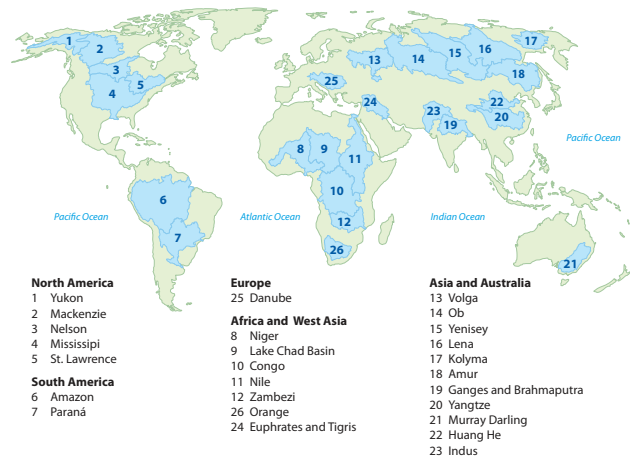 1
2
3
4
5
6
7
8
9
10
11
12
13
14
15
16
17
18
19
20
21
22
23
24
25
26
Pacific Ocean
Pacific Ocean
Atlantic Ocean
Indian Ocean
North America
1 Yukon
2 Mackenzie
3 Nelson
4 Mississipi
5 St. Lawrence
South America
6 Amazon
7 Paraná
Europe
25 Danube
Africa and West Asia
8 Niger
9 Lake Chad Basin
10 Congo
11 Nile
12 Zambezi
26 Orange
24 Euphrates and Tigris
Asia and Australia
13 Volga
14 Ob
15 Yenisey
16 Lena
17 Kolyma
18 Amur
19 Ganges and Brahmaputra
20 Yangtze
21 Murray Darling
22 Huang He
23 Indus